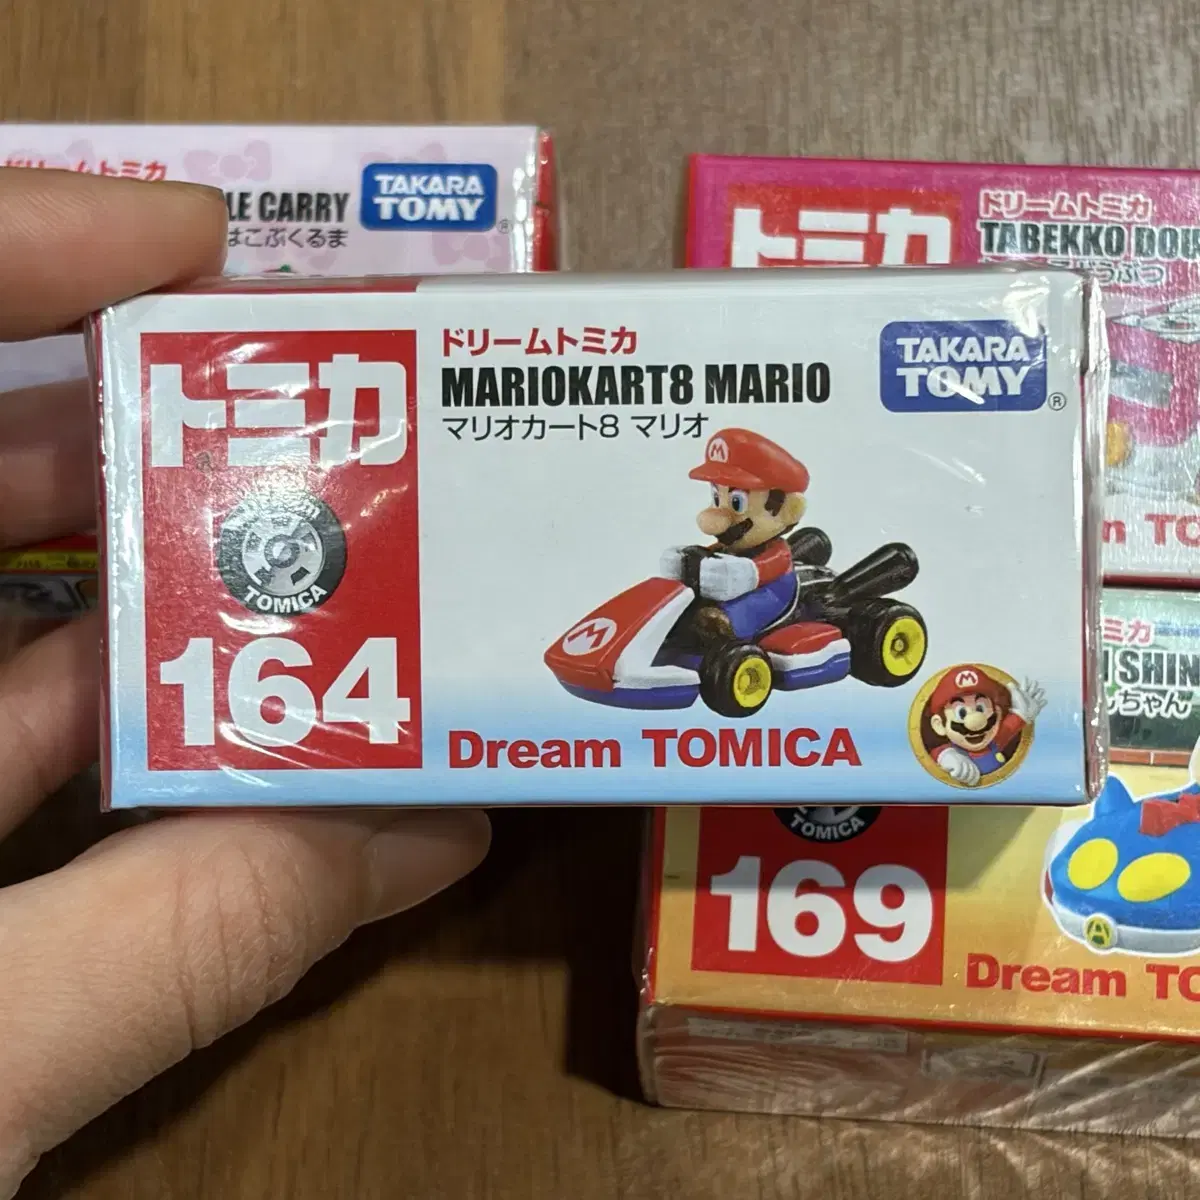 ドリームトミカ
LE CARRY
はこぶくるま
TAKARA
TOMY
®
トミカ
ドリームトミカ
TABEKKO DOU
トミカ
®
TOMICA
164
ドリームトミカ
MARIOKART8 MARIO
マリオカート8 マリオ
TAKARA
TOMY
®
M
M
Dream TOMICA
M
TO
ミカ
SHIN
ちゃん
TOMICA
169
A
Dream TO